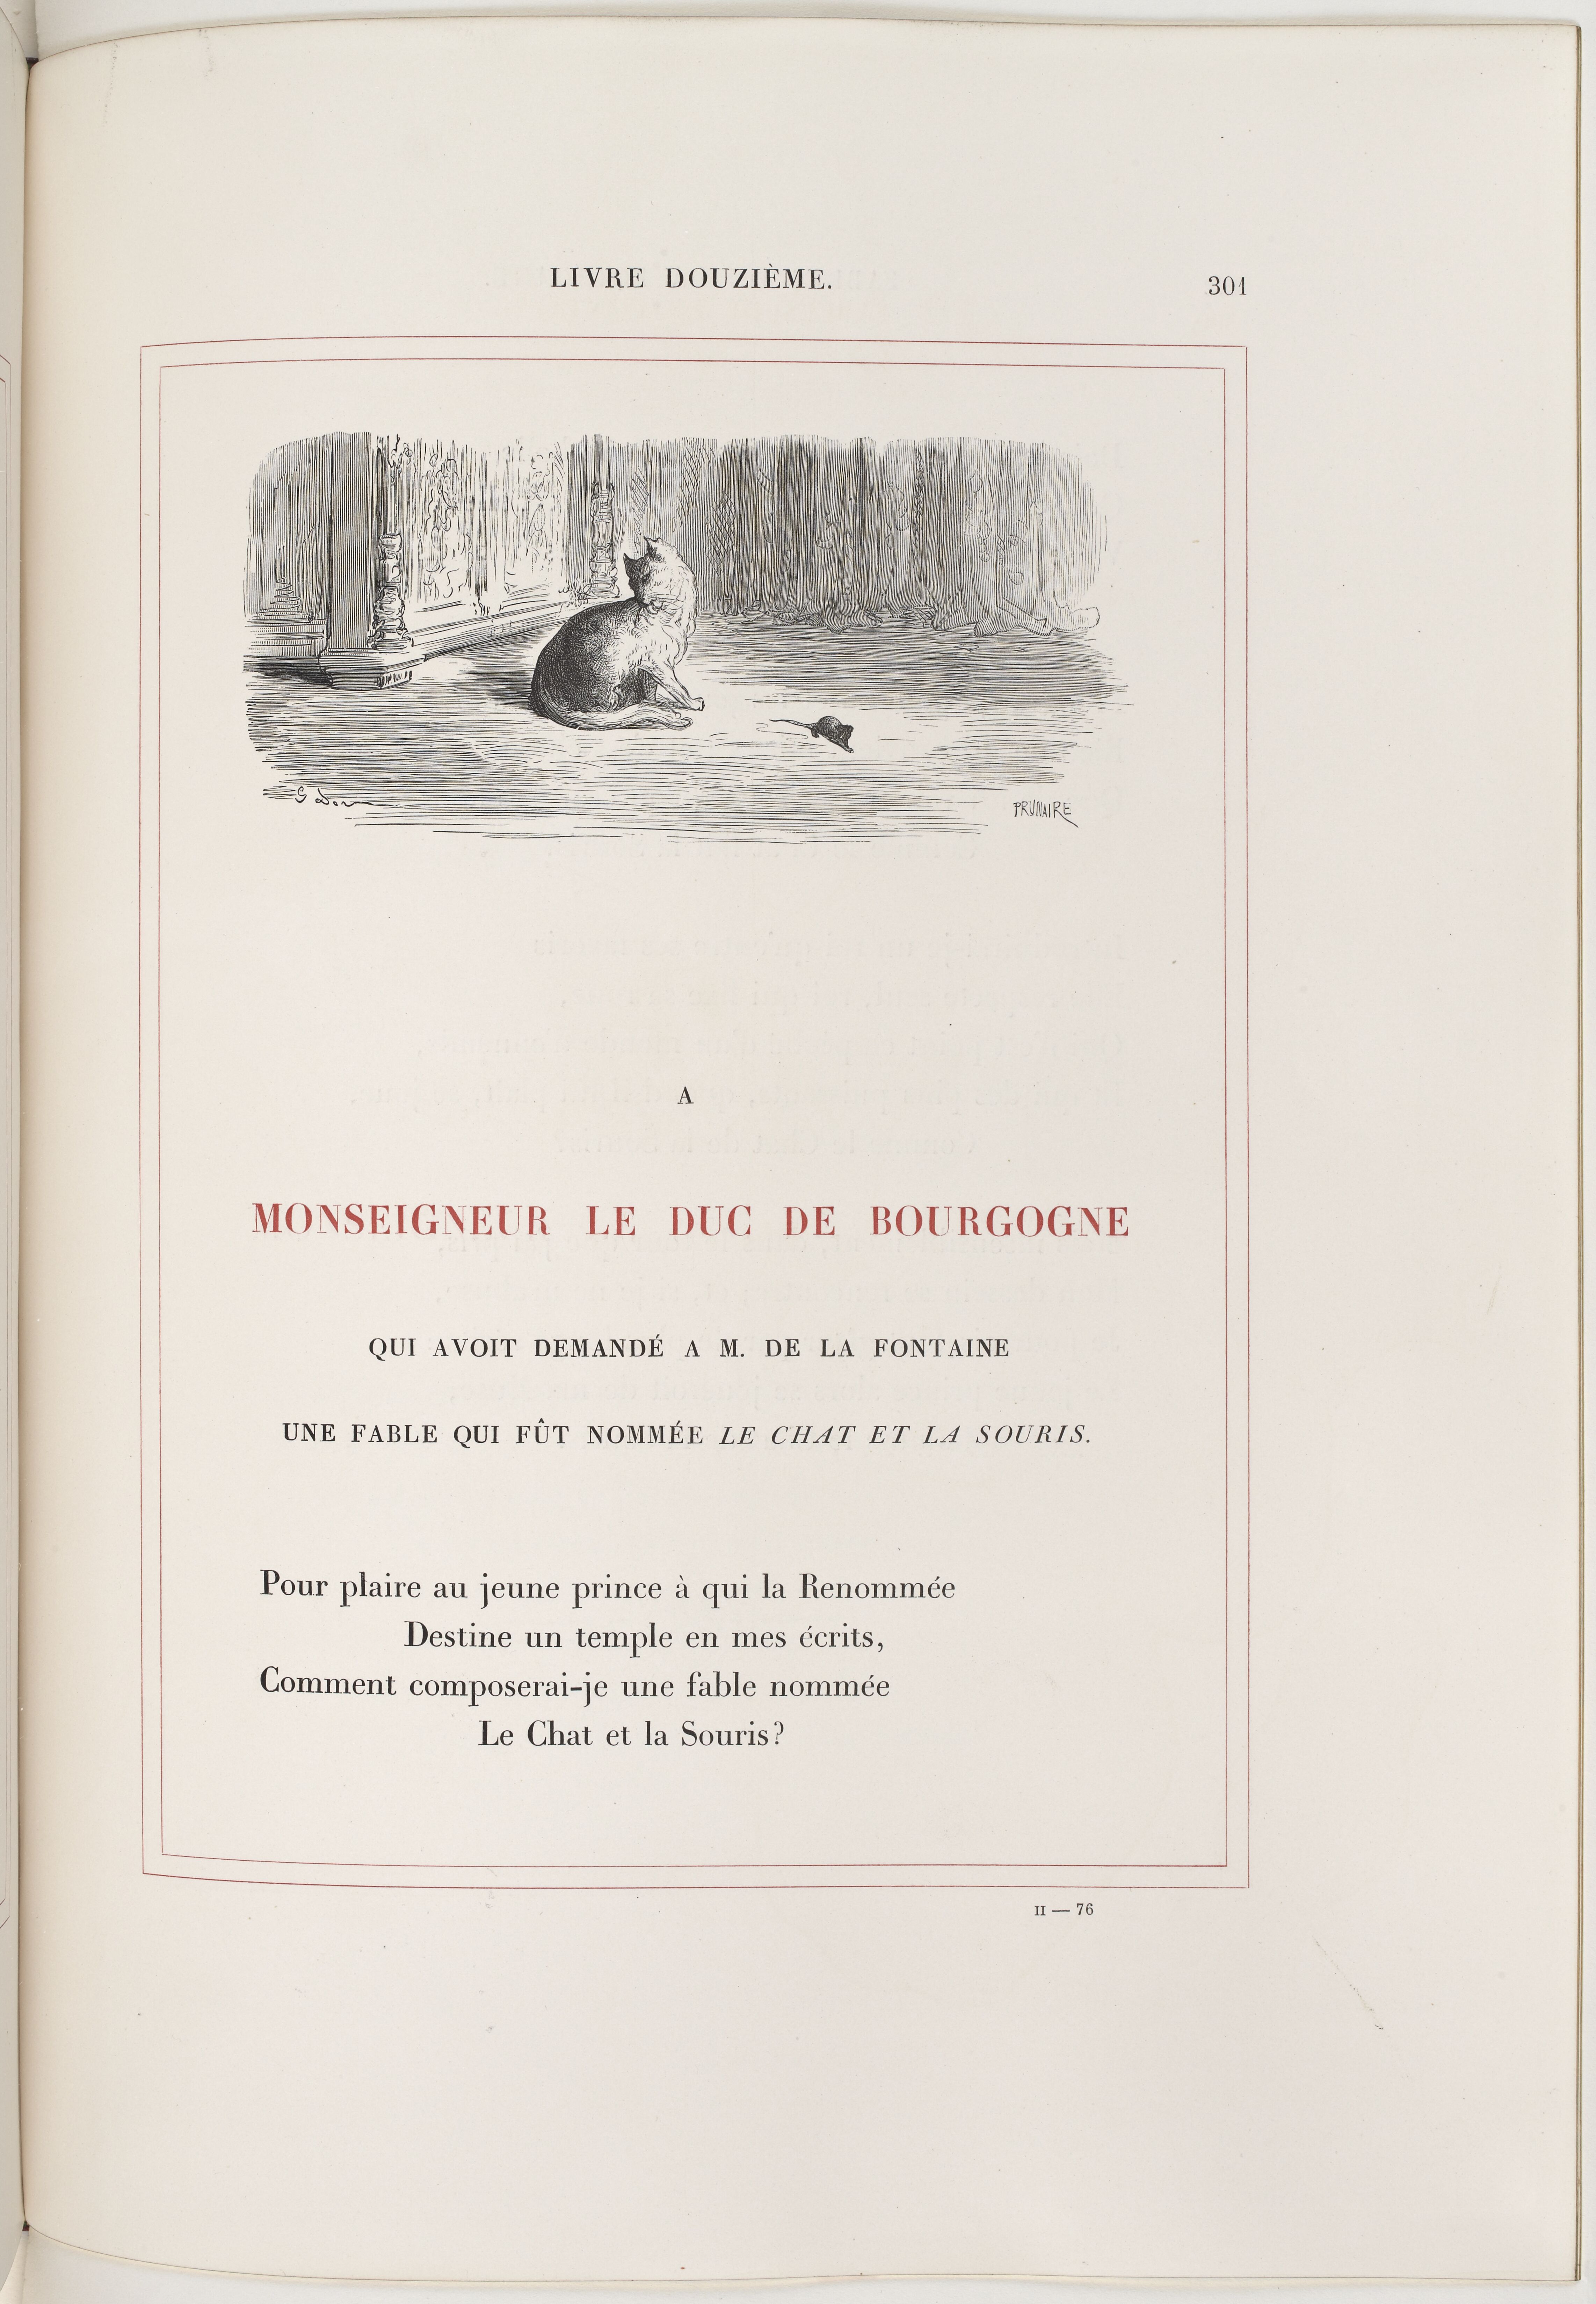 LIVRE DOUZIÈME.
301
G Doré
PRUNAIRE
A
MONSEIGNEUR LE DUC DE BOURGOGNE
QUI AVOIT DEMANDÉ A M. DE LA FONTAINE
UNE FABLE QUI FÛT NOMMÉE LE CHAT ET LA SOURIS.
Pour plaire au jeune prince à qui la Renommée
Destine un temple en mes écrits,
Comment composerai-je une fable nommée
Le Chat et la Souris?
II — 76